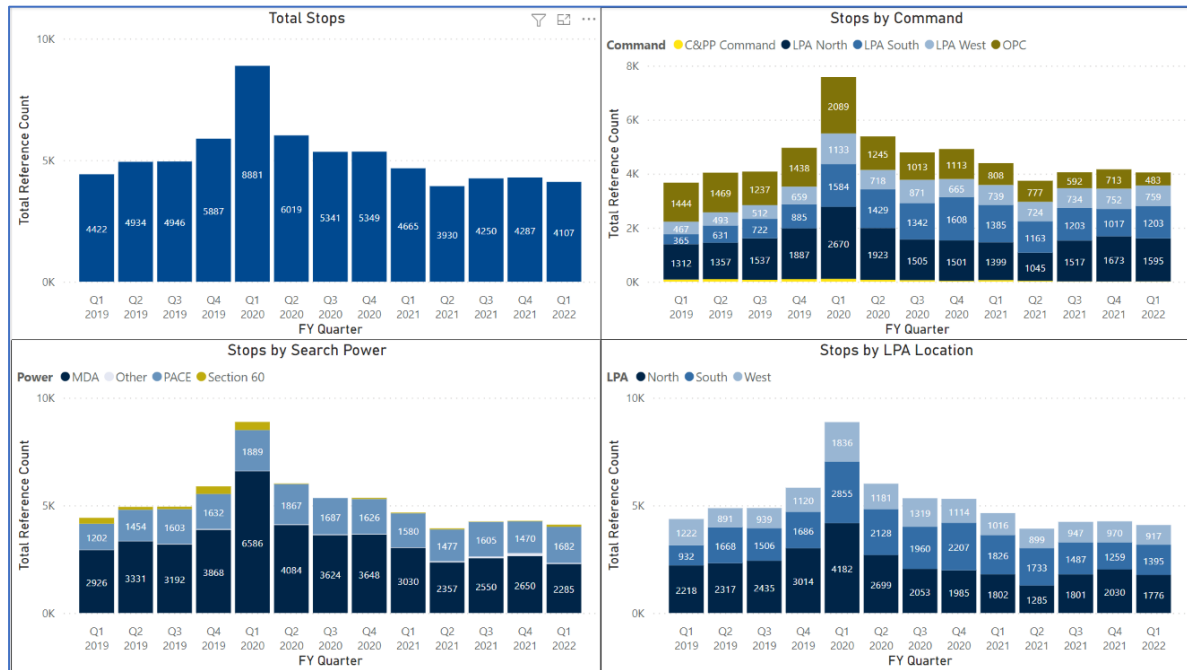 Total Stops
Total Reference Count
10K
5K
0K
4422 4934 4946 5887 8881 6019 5341 5349 4665 3930 4250 4287 4107
Q1 Q2 Q3 Q4 Q1 Q2 Q3 Q4 Q1 Q2 Q3 Q4 Q1
2019 2019 2019 2019 2020 2020 2020 2020 2021 2021 2021 2021 2022
FY Quarter
Stops by Command
Command C&PP Command LPA North LPA South LPA West OPC
Total Reference Count
8K
6K
4K
2K
0K
1444 1469 1237 1438 2089 1245 1013 1113 808 777 592 713 483
467 493 512 659 1133 718 871 665 739 724 734 752 759
365 631 722 885 1584 1429 1342 1608 1385 1163 1203 1017 1203
1312 1357 1537 1887 2670 1923 1505 1501 1399 1045 1517 1673 1595
Q1 Q2 Q3 Q4 Q1 Q2 Q3 Q4 Q1 Q2 Q3 Q4 Q1
2019 2019 2019 2019 2020 2020 2020 2020 2021 2021 2021 2021 2022
FY Quarter
Stops by Search Power
Power MDA Other PACE Section 60
Total Reference Count
10K
5K
0K
1202 1454 1603 1632 1889 1867 1687 1626 1580 1477 1605 1470 1682
2926 3331 3192 3868 6586 4084 3624 3648 3030 2357 2550 2650 2285
Q1 Q2 Q3 Q4 Q1 Q2 Q3 Q4 Q1 Q2 Q3 Q4 Q1
2019 2019 2019 2019 2020 2020 2020 2020 2021 2021 2021 2021 2022
FY Quarter
Stops by LPA Location
LPA North South West
Total Reference Count
10K
5K
0K
1222 891 939 1120 1836 1181 1319 1114 1016 899 947 970 917
932 1668 1506 1686 2855 2128 1960 2207 1826 1733 1487 1259 1395
2218 2317 2435 3014 4182 2699 2053 1985 1802 1285 1801 2030 1776
Q1 Q2 Q3 Q4 Q1 Q2 Q3 Q4 Q1 Q2 Q3 Q4 Q1
2019 2019 2019 2019 2020 2020 2020 2020 2021 2021 2021 2021 2022
FY Quarter